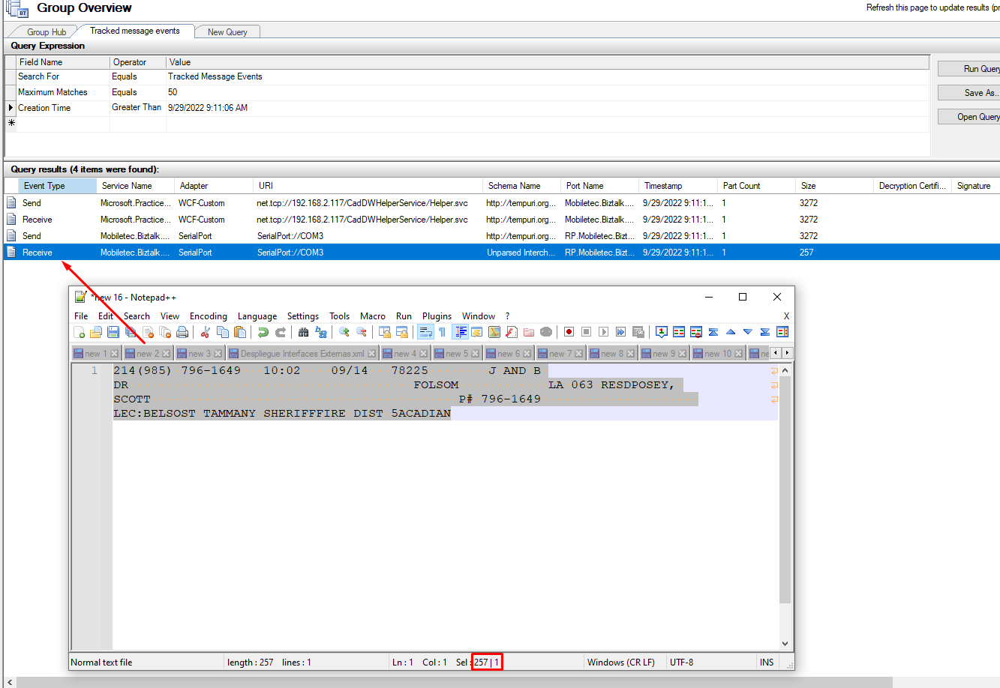 Group Overview
Refresh this page to update results (pr
Group Hub Tracked message events New Query
Query Expression
Field Name Operator Value
Search For Equals Tracked Message Events
Maximum Matches Equals 50
Creation Time Greater Than 9/29/2022 9:11:06 AM
Run Query
Save As..
Open Query
Query results (4 items were found):
Event Type Service Name Adapter URI Schema Name Port Name Timestamp Part Count Size Decryption Certifi... Signature
Send Microsoft.Practice... WCF-Custom net.tcp://192.168.2.117/CadDWHelperService/Helper.svc http://tempuri.org... Mobiletec.Biztalk.... 9/29/2022 9:11:1... 1 3272
Receive Microsoft.Practice... WCF-Custom net.tcp://192.168.2.117/CadDWHelperService/Helper.svc http://tempuri.org... Mobiletec.Biztalk.... 9/29/2022 9:11:1... 1 3272
Send Mobiletec.Biztalk.... SerialPort SerialPort://COM3 http://tempuri.org... RP.Mobiletec.Bizt... 9/29/2022 9:11:1... 1 3272
Receive Mobiletec.Biztalk.... SerialPort SerialPort://COM3 Unparsed Interch... RP.Mobiletec.Bizt... 9/29/2022 9:11:1... 1 257
*new 16 - Notepad++
File Edit Search View Encoding Language Settings Tools Macro Run Plugins Window ? X
new 1 new 2 new 3 Despliegue Interfaces Externas.xml new 4 new 5 new 6 new 7 new 8 new 9 new 10 ne
1 214(985) 796-1649 10:02 09/14 78225 J AND B
DR FOLSOM LA 063 RESDPOSEY,
SCOTT P# 796-1649
LEC:BELSOST TAMMANY SHERIFFFIRE DIST 5ACADIAN
Normal text file length : 257 lines : 1 Ln : 1 Col : 1 Sel : 257 | 1 Windows (CR LF) UTF-8 INS